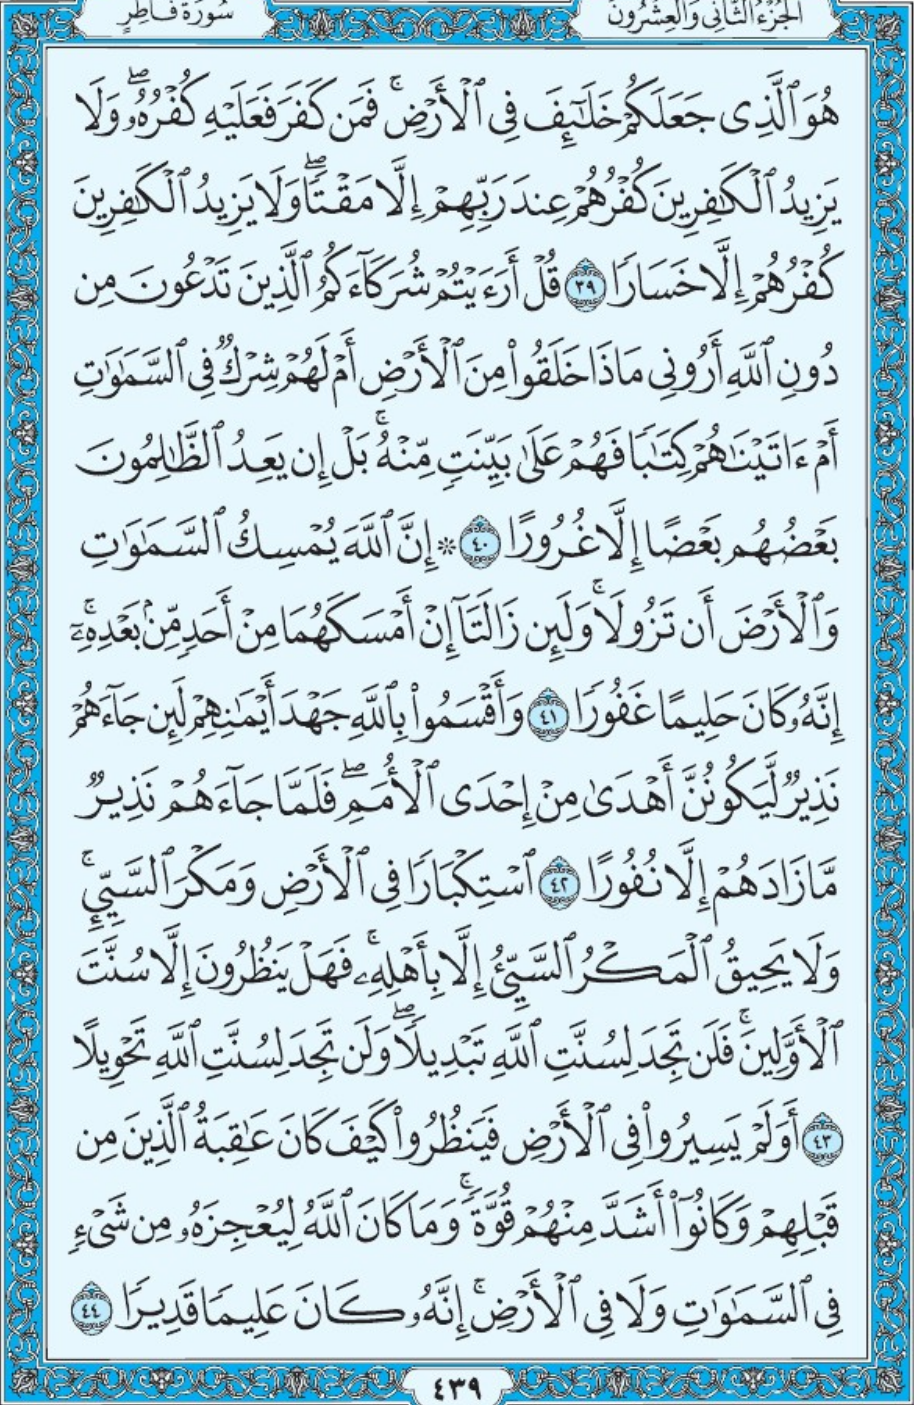 الجزء الثاني والعشرون
سورة فاطر
هُوَ ٱلَّذِى جَعَلَكُمْ خَلَـٰٓئِفَ فِى ٱلْأَرْضِ ۚ فَمَن كَفَرَ فَعَلَيْهِ كُفْرُهُۥ ۖ وَلَا
يَزِيدُ ٱلْكَـٰفِرِينَ كُفْرُهُمْ عِندَ رَبِّهِمْ إِلَّا مَقْتًا ۖ وَلَا يَزِيدُ ٱلْكَـٰفِرِينَ
كُفْرُهُمْ إِلَّا خَسَارًا ٣٩ قُلْ أَرَءَيْتُمْ شُرَكَآءَكُمُ ٱلَّذِينَ تَدْعُونَ مِن
دُونِ ٱللَّهِ أَرُونِى مَاذَا خَلَقُوا۟ مِنَ ٱلْأَرْضِ أَمْ لَهُمْ شِرْكٌ فِى ٱلسَّمَـٰوَٰتِ
أَمْ ءَاتَيْنَـٰهُمْ كِتَـٰبًا فَهُمْ عَلَىٰ بَيِّنَتٍ مِّنْهُ ۚ بَلْ إِن يَعِدُ ٱلظَّـٰلِمُونَ
بَعْضُهُم بَعْضًا إِلَّا غُرُورًا ٤٠ ۞ إِنَّ ٱللَّهَ يُمْسِكُ ٱلسَّمَـٰوَٰتِ
وَٱلْأَرْضَ أَن تَزُولَا ۚ وَلَئِن زَالَتَآ إِنْ أَمْسَكَهُمَا مِنْ أَحَدٍ مِّنۢ بَعْدِهِۦٓ ۚ
إِنَّهُۥ كَانَ حَلِيمًا غَفُورًا ٤١ وَأَقْسَمُوا۟ بِٱللَّهِ جَهْدَ أَيْمَـٰنِهِمْ لَئِن جَآءَهُمْ
نَذِيرٌ لَّيَكُونُنَّ أَهْدَىٰ مِنْ إِحْدَى ٱلْأُمَمِ ۖ فَلَمَّا جَآءَهُمْ نَذِيرٌ
مَّا زَادَهُمْ إِلَّا نُفُورًا ٤٢ ٱسْتِكْبَارًا فِى ٱلْأَرْضِ وَمَكْرَ ٱلسَّيِّئِ ۚ
وَلَا يَحِيقُ ٱلْمَكْرُ ٱلسَّيِّئُ إِلَّا بِأَهْلِهِۦ ۚ فَهَلْ يَنظُرُونَ إِلَّا سُنَّتَ
ٱلْأَوَّلِينَ ۚ فَلَن تَجِدَ لِسُنَّتِ ٱللَّهِ تَبْدِيلًا ۖ وَلَن تَجِدَ لِسُنَّتِ ٱللَّهِ تَحْوِيلًا
٤٣ أَوَلَمْ يَسِيرُوا۟ فِى ٱلْأَرْضِ فَيَنظُرُوا۟ كَيْفَ كَانَ عَـٰقِبَةُ ٱلَّذِينَ مِن
قَبْلِهِمْ وَكَانُوٓا۟ أَشَدَّ مِنْهُمْ قُوَّةً ۚ وَمَا كَانَ ٱللَّهُ لِيُعْجِزَهُۥ مِن شَىْءٍ
فِى ٱلسَّمَـٰوَٰتِ وَلَا فِى ٱلْأَرْضِ ۚ إِنَّهُۥ كَانَ عَلِيمًا قَدِيرًا ٤٤
٤٣٩